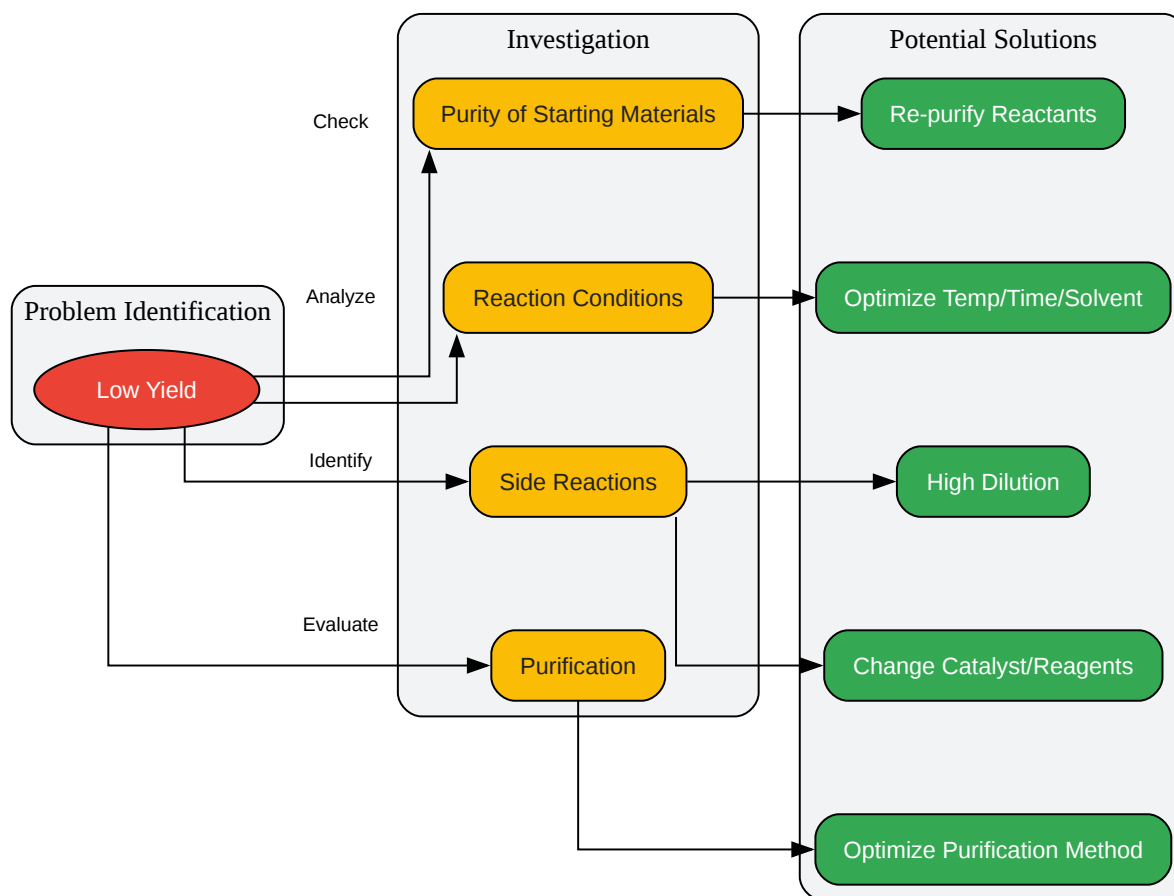 Investigation
Potential Solutions
Check
Purity of Starting Materials
Re-purify Reactants
Problem Identification
Analyze
Reaction Conditions
Optimize Temp/Time/Solvent
Low Yield
Identify
Side Reactions
High Dilution
Evaluate
Purification
Change Catalyst/Reagents
Optimize Purification Method